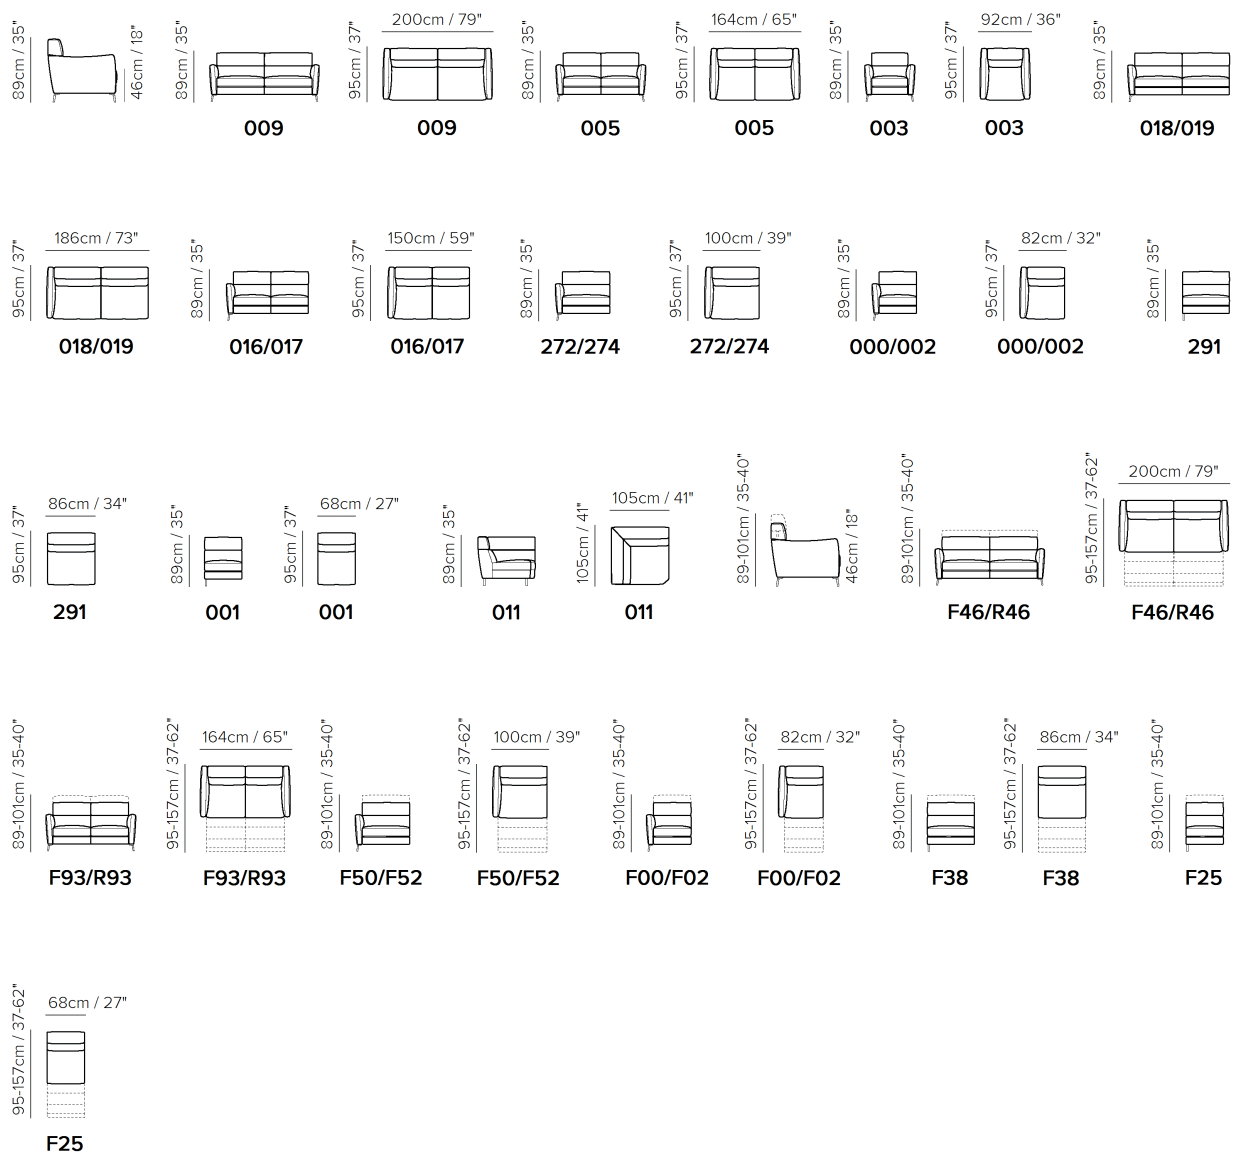 89cm / 35"
46cm / 18"
89cm / 35"
009
95cm / 37"
200cm / 79"
009
89cm / 35"
005
95cm / 37"
164cm / 65"
005
89cm / 35"
003
95cm / 37"
92cm / 36"
003
89cm / 35"
018/019
95cm / 37"
186cm / 73"
018/019
89cm / 35"
016/017
95cm / 37"
150cm / 59"
016/017
89cm / 35"
272/274
95cm / 37"
100cm / 39"
272/274
89cm / 35"
000/002
95cm / 37"
82cm / 32"
000/002
89cm / 35"
291
95cm / 37"
86cm / 34"
291
89cm / 35"
001
95cm / 37"
68cm / 27"
001
89cm / 35"
011
105cm / 41"
105cm / 41"
011
89-101cm / 35-40"
46cm / 18"
89-101cm / 35-40"
F46/R46
95-157cm / 37-62"
200cm / 79"
F46/R46
89-101cm / 35-40"
F93/R93
95-157cm / 37-62"
164cm / 65"
F93/R93
89-101cm / 35-40"
F50/F52
95-157cm / 37-62"
100cm / 39"
F50/F52
89-101cm / 35-40"
F00/F02
95-157cm / 37-62"
82cm / 32"
F00/F02
89-101cm / 35-40"
F38
95-157cm / 37-62"
86cm / 34"
F38
89-101cm / 35-40"
F25
95-157cm / 37-62"
68cm / 27"
F25